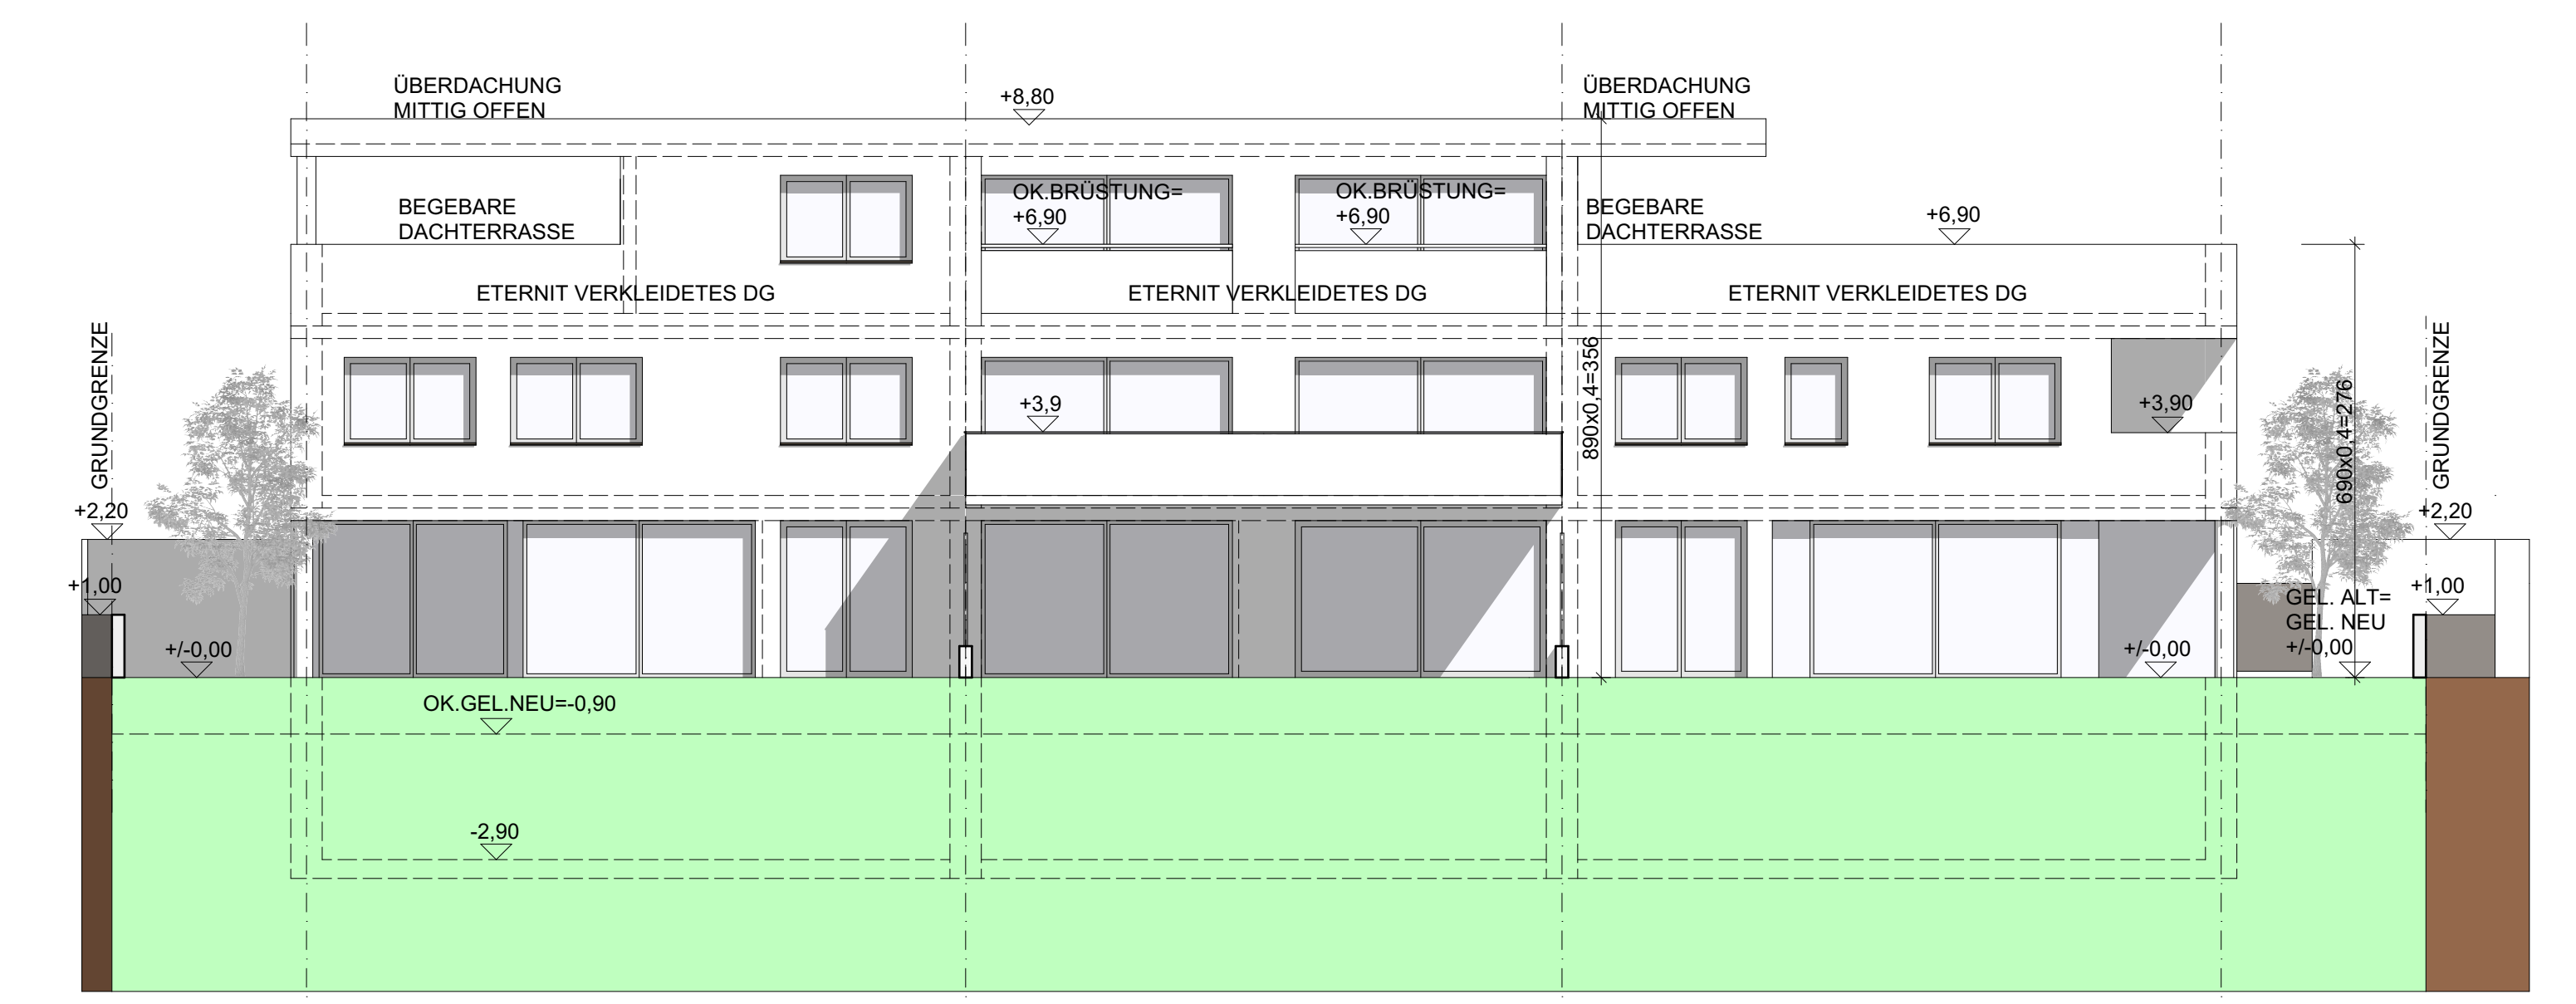 ÜBERDACHUNG
MITTIG OFFEN
+8,80
ÜBERDACHUNG
MITTIG OFFEN
BEGEBARE
DACHTERRASSE
OK.BRÜSTUNG=
+6,90
OK.BRÜSTUNG=
+6,90
BEGEBARE
DACHTERRASSE
+6,90
ETERNIT VERKLEIDETES DG
ETERNIT VERKLEIDETES DG
ETERNIT VERKLEIDETES DG
GRUNDGRENZE
+3,9
890x0,4=356
+3,90
690x0,4=276
GRUNDGRENZE
+2,20
+2,20
+1,00
+1,00
GEL. ALT=
GEL. NEU
+/-0,00
+/-0,00
+/-0,00
OK.GEL.NEU=-0,90
-2,90